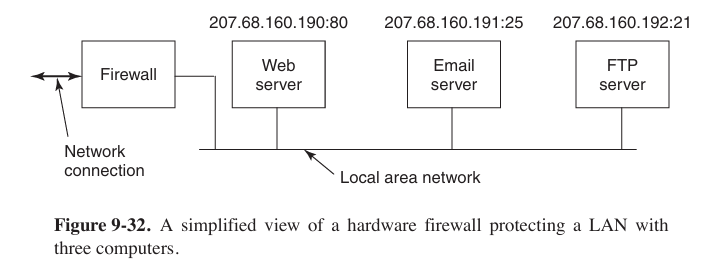 207.68.160.190:80 207.68.160.191:25 207.68.160.192:21
Firewall
Web
server
Email
server
FTP
server
Network
connection
Local area network
Figure 9-32. A simplified view of a hardware firewall protecting a LAN with
three computers.